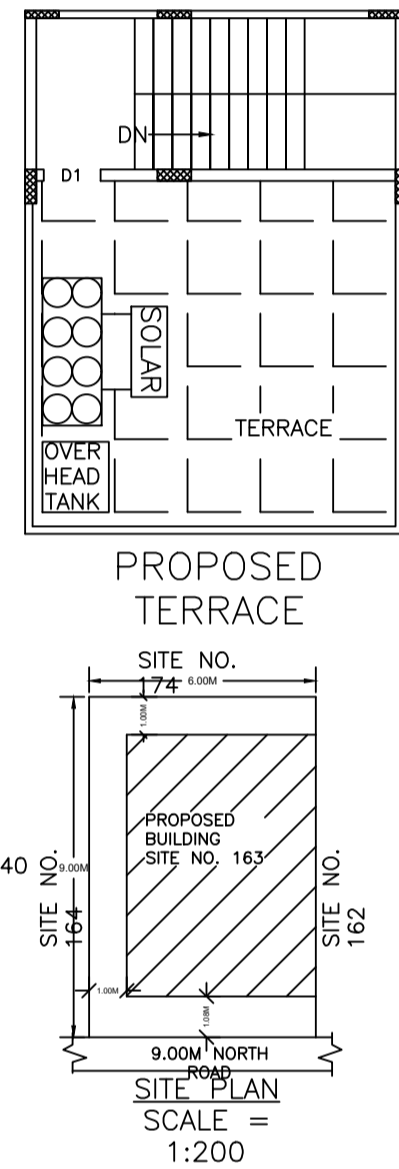 DN
D1
SOLAR
TERRACE
OVER
HEAD
TANK
PROPOSED
TERRACE
SITE NO.
174
6.00M
1.00M
PROPOSED
BUILDING
SITE NO. 163
40
9.00M
SITE NO.
164
SITE NO.
162
1.00M
1.08M
9.00M NORTH
ROAD
SITE PLAN
SCALE =
1:200